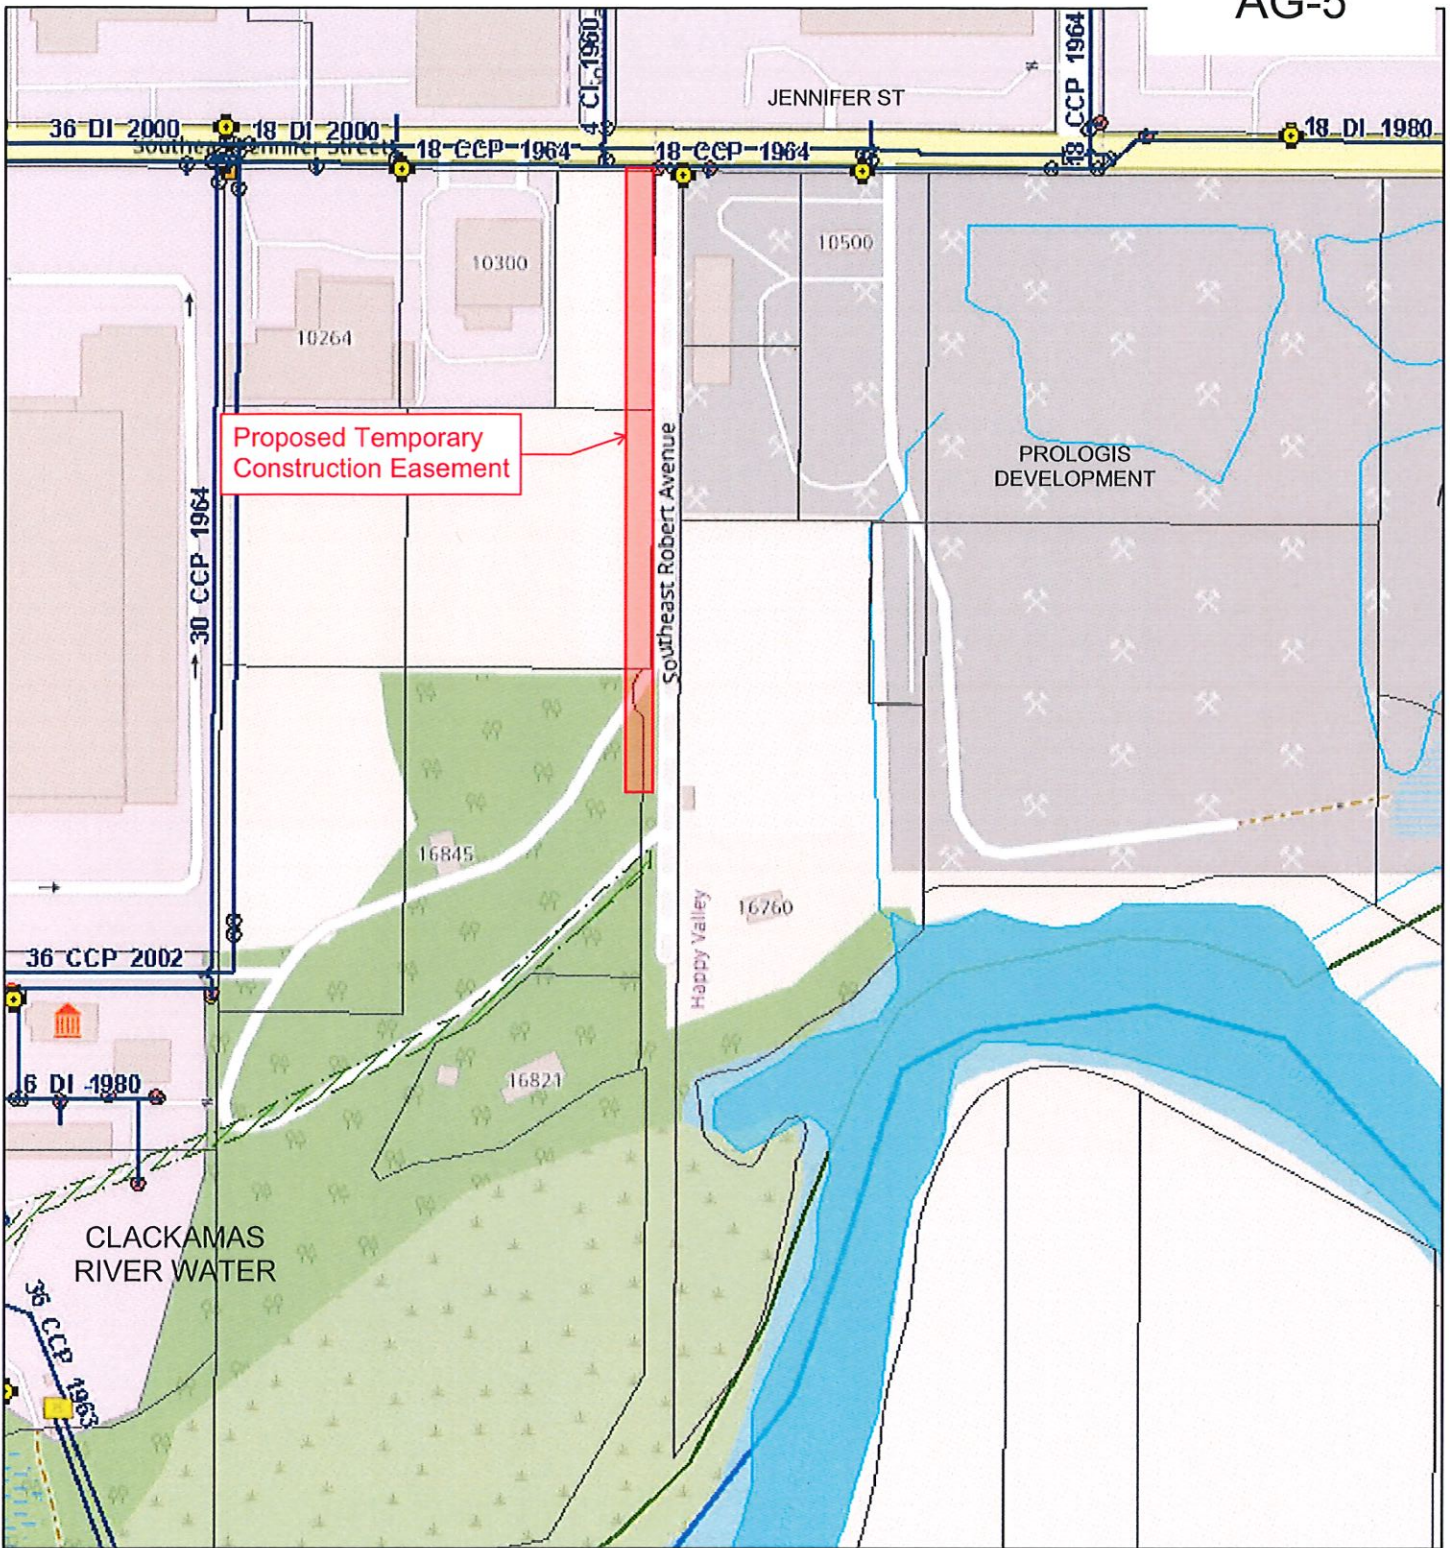 AG-5
4 CI 1960
CCP 1964
JENNIFER ST
36 DI 2000
18 DI 2000
18 DI 1980
18 CCP 1964
18 CCP 1964
18
10300
10500
10264
Proposed Temporary
Construction Easement
PROLOGIS
DEVELOPMENT
30 CCP 1964
Southeast Robert Avenue
16845
Happy Valley
16760
36 CCP 2002
6 DI 1980
16821
CLACKAMAS
RIVER WATER
36 CCP 1963